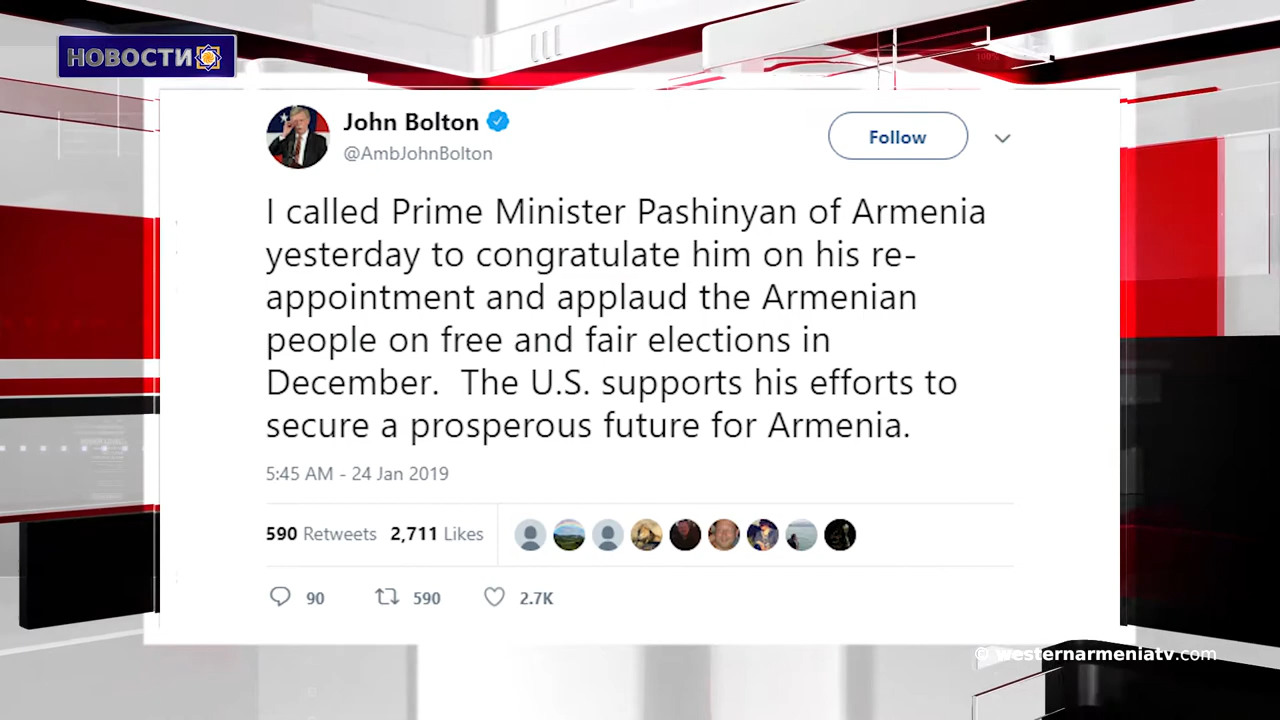 НОВОСТИ
John Bolton
@AmbJohnBolton
Follow
I called Prime Minister Pashinyan of Armenia
yesterday to congratulate him on his re-
appointment and applaud the Armenian
people on free and fair elections in
December. The U.S. supports his efforts to
secure a prosperous future for Armenia.
5:45 AM - 24 Jan 2019
590 Retweets 2,711 Likes
90 590 2.7K
© westernarmeniatv.com